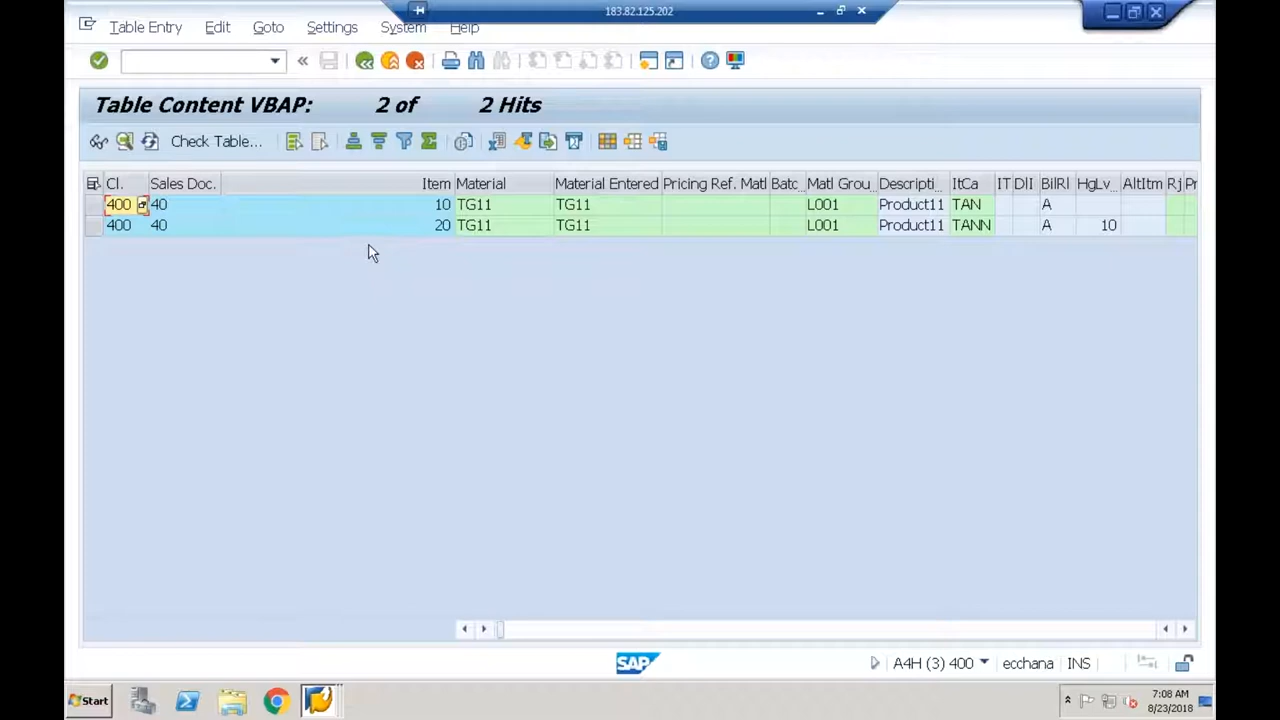 183.82.125.202
Table Entry Edit Goto Settings System Help
Table Content VBAP: 2 of 2 Hits
Check Table...
Cl. Sales Doc. Item Material Material Entered Pricing Ref. Matl Batc Matl Grou Descripti ItCa IT DlI BilRl HgLv AltItm Rj Pr
400 40 10 TG11 TG11 L001 Product11 TAN A
400 40 20 TG11 TG11 L001 Product11 TANN A 10
SAP
A4H (3) 400 ecchana INS
Start
7:08 AM
8/23/2018